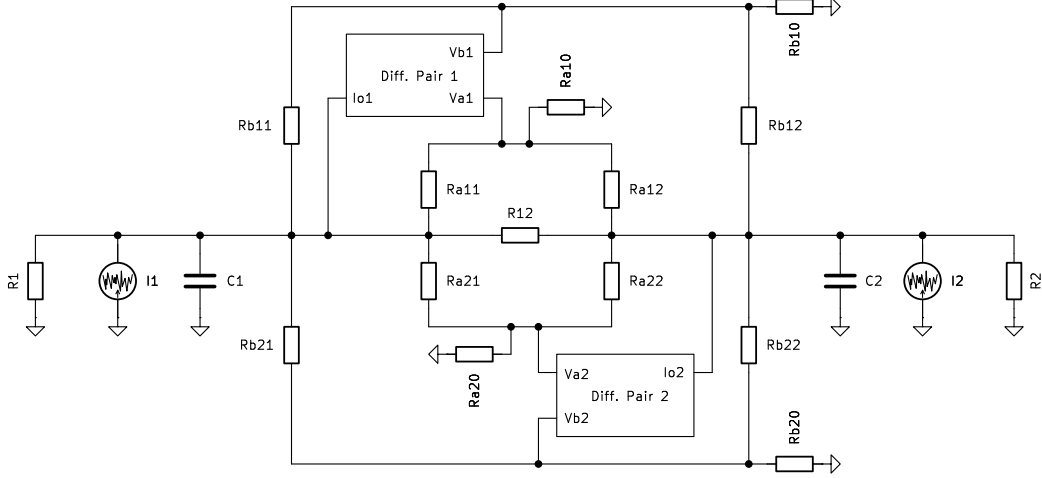 Rb10
Vb1
Diff. Pair 1
Ra10
Io1
Va1
Rb11
Rb12
Ra11
Ra12
R12
R1
I1
C1
Ra21
Ra22
C2
I2
R2
Rb21
Rb22
Ra20
Va2
Io2
Diff. Pair 2
Vb2
Rb20